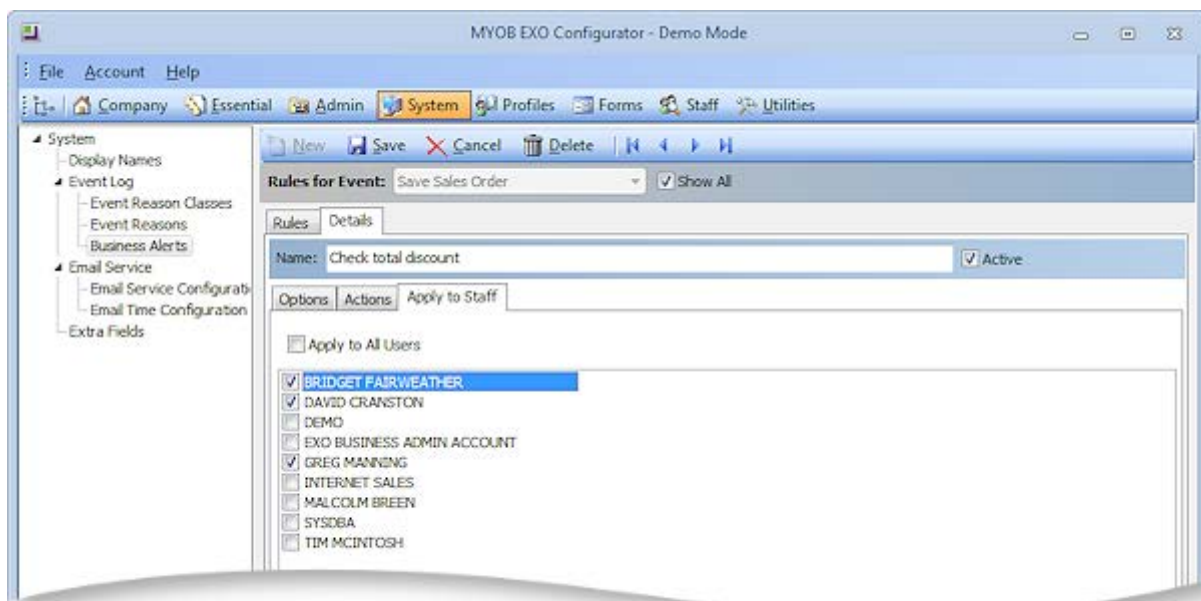 MYOB EXO Configurator - Demo Mode
File Account Help
Company Essential Admin System Profiles Forms Staff Utilities
System
Display Names
Event Log
Event Reason Classes
Event Reasons
Business Alerts
Email Service
Email Service Configurati
Email Time Configuration
Extra Fields
New Save Cancel Delete
Rules for Event: Save Sales Order Show All
Rules Details
Name: Check total discount Active
Options Actions Apply to Staff
Apply to All Users
BRIDGET FAIRWEATHER
DAVID CRANSTON
DEMO
EXO BUSINESS ADMIN ACCOUNT
GREG MANNING
INTERNET SALES
MALCOLM BREEN
SYSDBA
TIM MCINTOSH